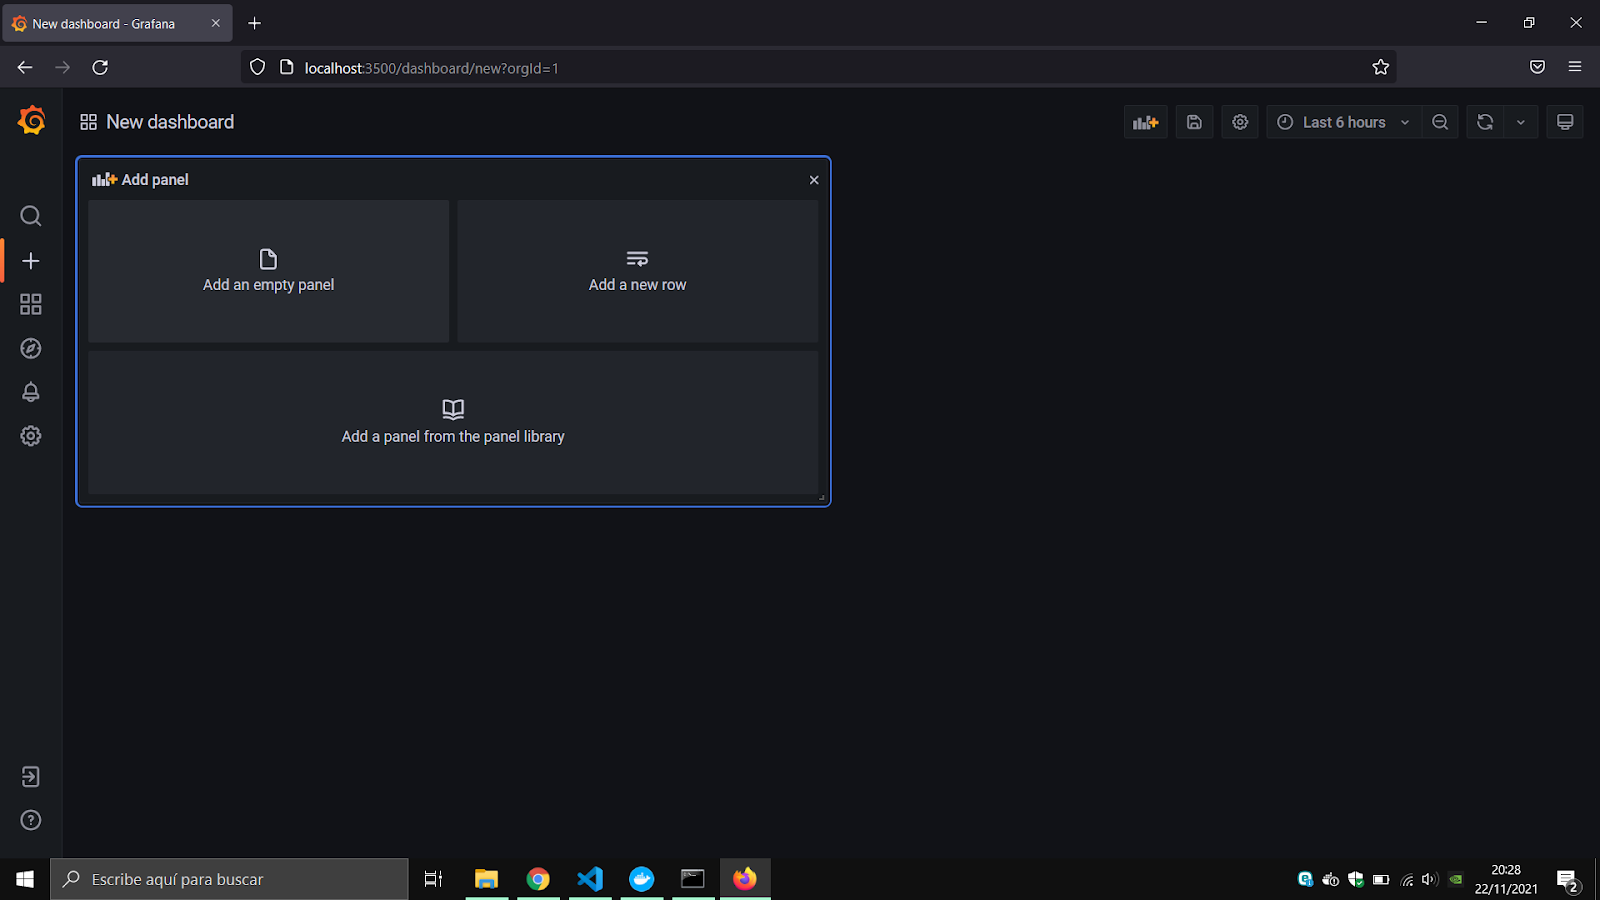 New dashboard - Grafana
localhost:3500/dashboard/new?orgId=1
New dashboard
Last 6 hours
Add panel
Add an empty panel
Add a new row
Add a panel from the panel library
Escribe aquí para buscar
20:28
22/11/2021
2